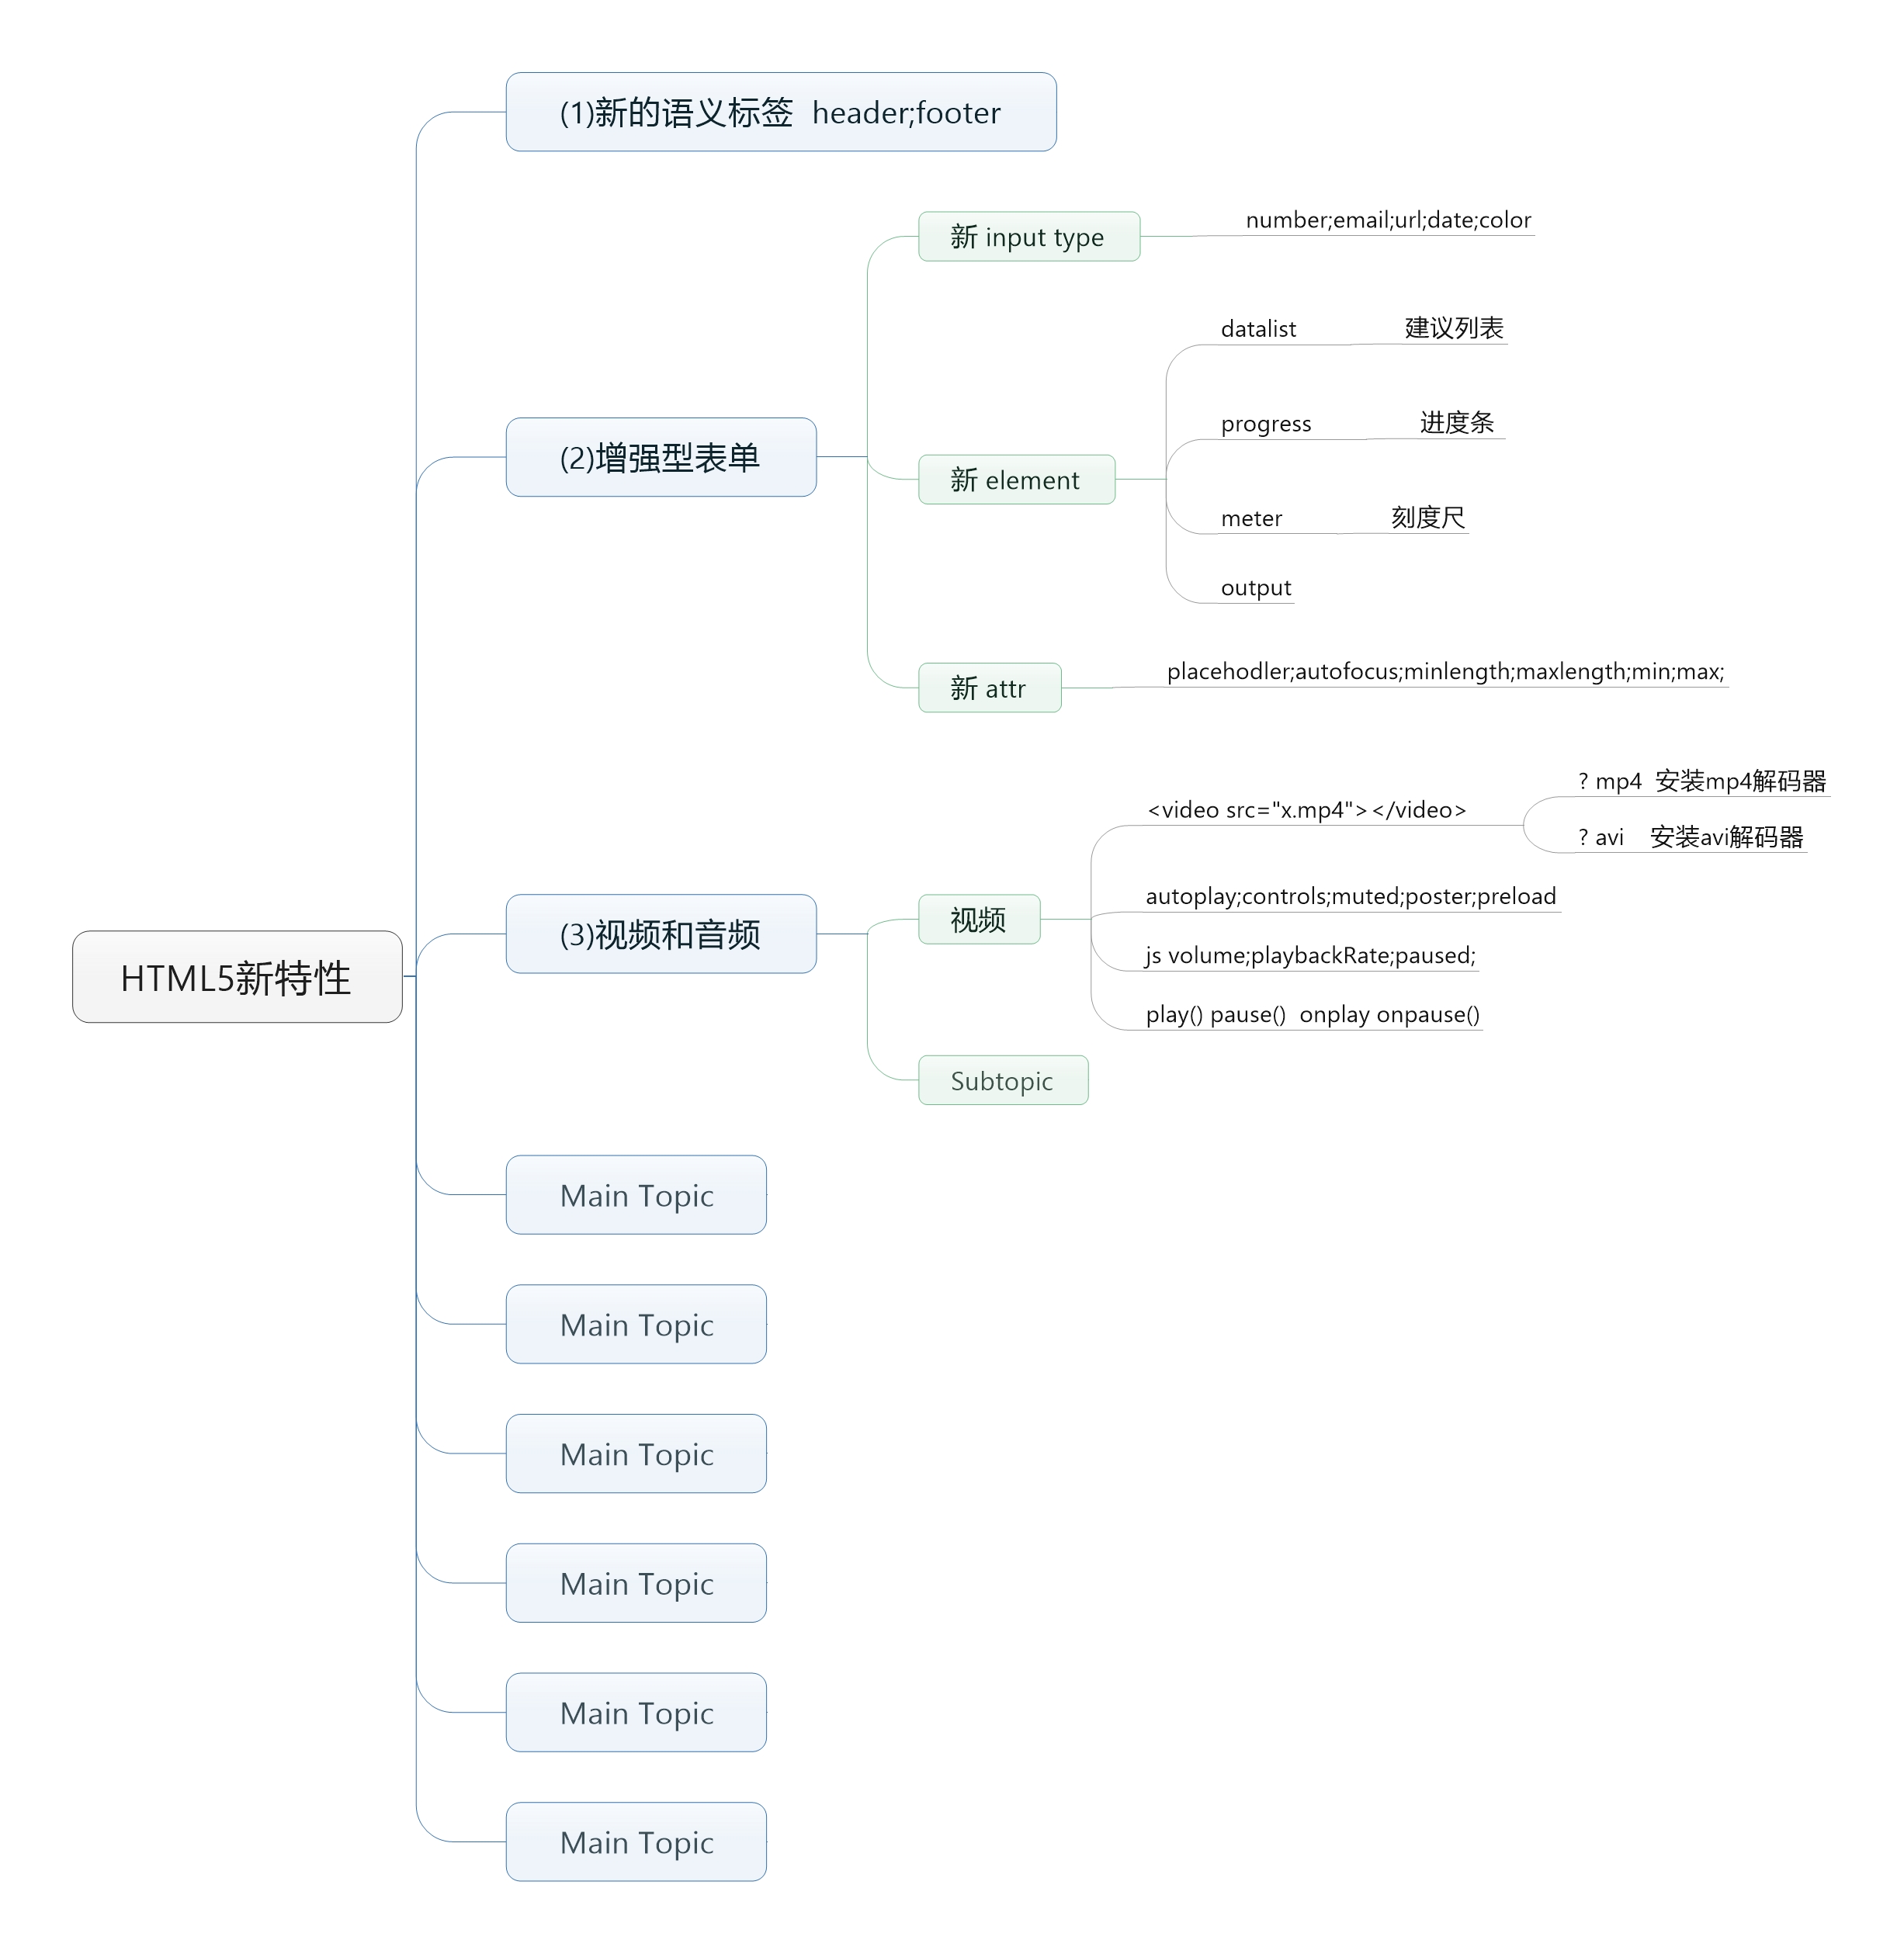 (1)新的语义标签  header;footer
新 input type
number;email;url;date;color
datalist
建议列表
progress
进度条
(2)增强型表单
新 element
meter
刻度尺
output
新 attr
placehodler;autofocus;minlength;maxlength;min;max;
? mp4  安装mp4解码器
<video src="x.mp4"></video>
? avi    安装avi解码器
autoplay;controls;muted;poster;preload
(3)视频和音频
视频
js volume;playbackRate;paused;
HTML5新特性
play() pause()  onplay onpause()
Subtopic
Main Topic
Main Topic
Main Topic
Main Topic
Main Topic
Main Topic